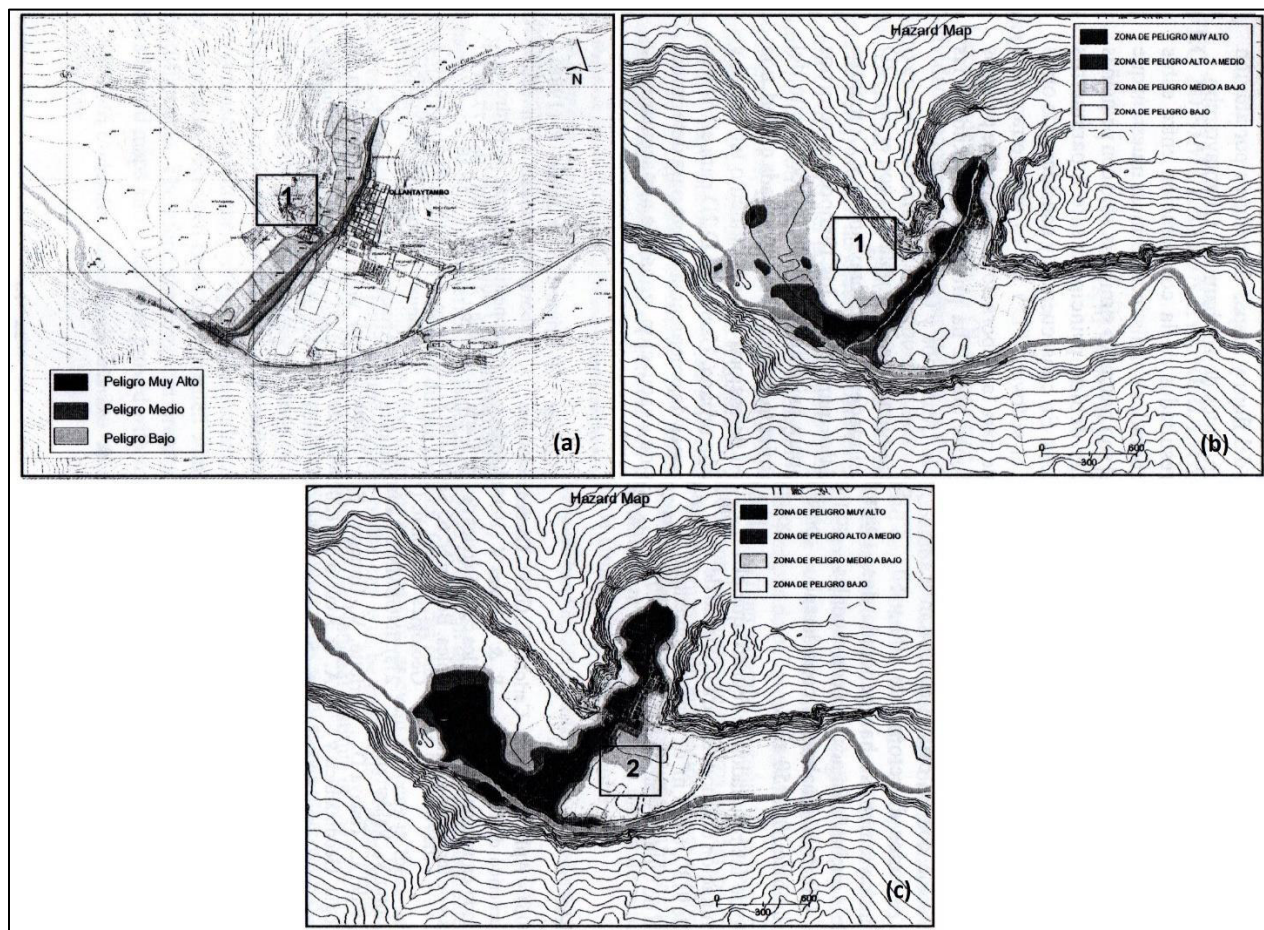 N
1
OLLANTAYTAMBO
Peligro Muy Alto
Peligro Medio
Peligro Bajo
(a)
Hazard Map
ZONA DE PELIGRO MUY ALTO
ZONA DE PELIGRO ALTO A MEDIO
ZONA DE PELIGRO MEDIO A BAJO
ZONA DE PELIGRO BAJO
1
0 300 600
(b)
Hazard Map
ZONA DE PELIGRO MUY ALTO
ZONA DE PELIGRO ALTO A MEDIO
ZONA DE PELIGRO MEDIO A BAJO
ZONA DE PELIGRO BAJO
2
0 300 600
(c)